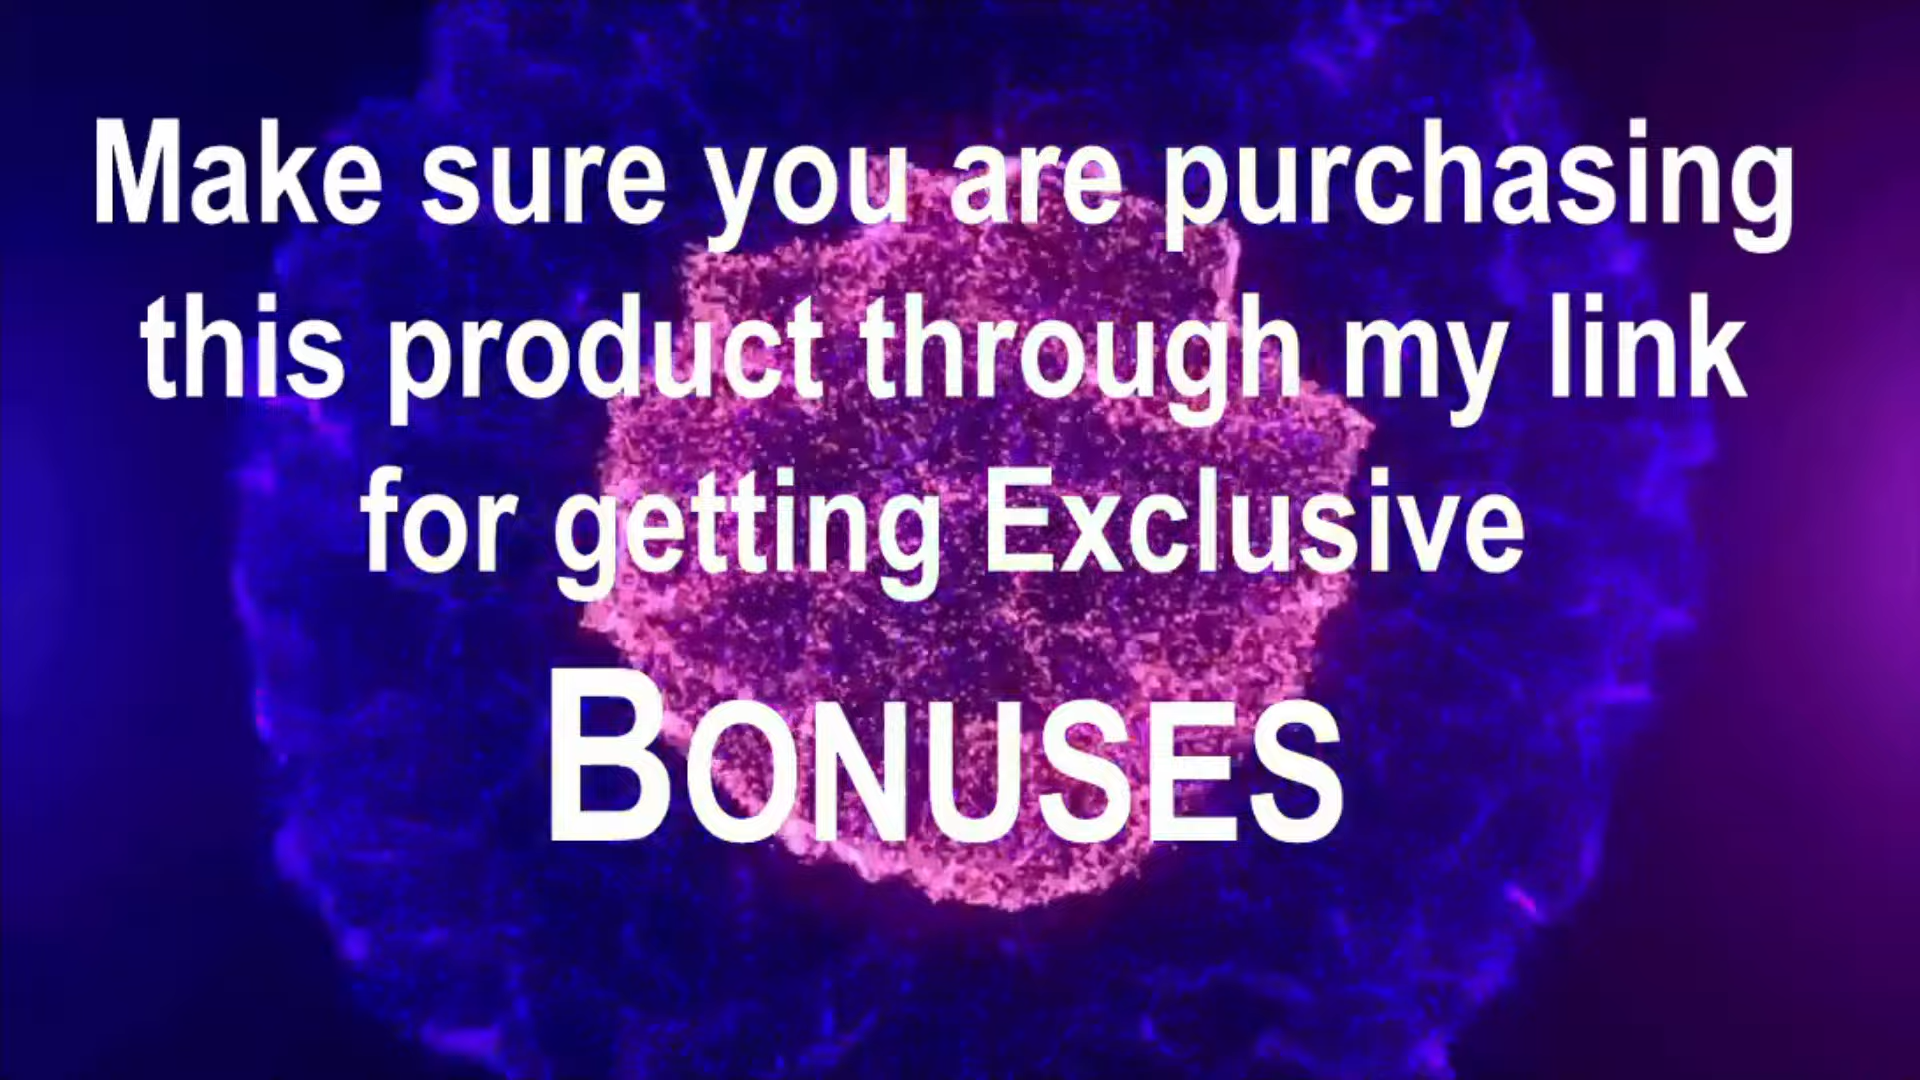 Make sure you are purchasing
this product through my link
for getting Exclusive
BONUSES